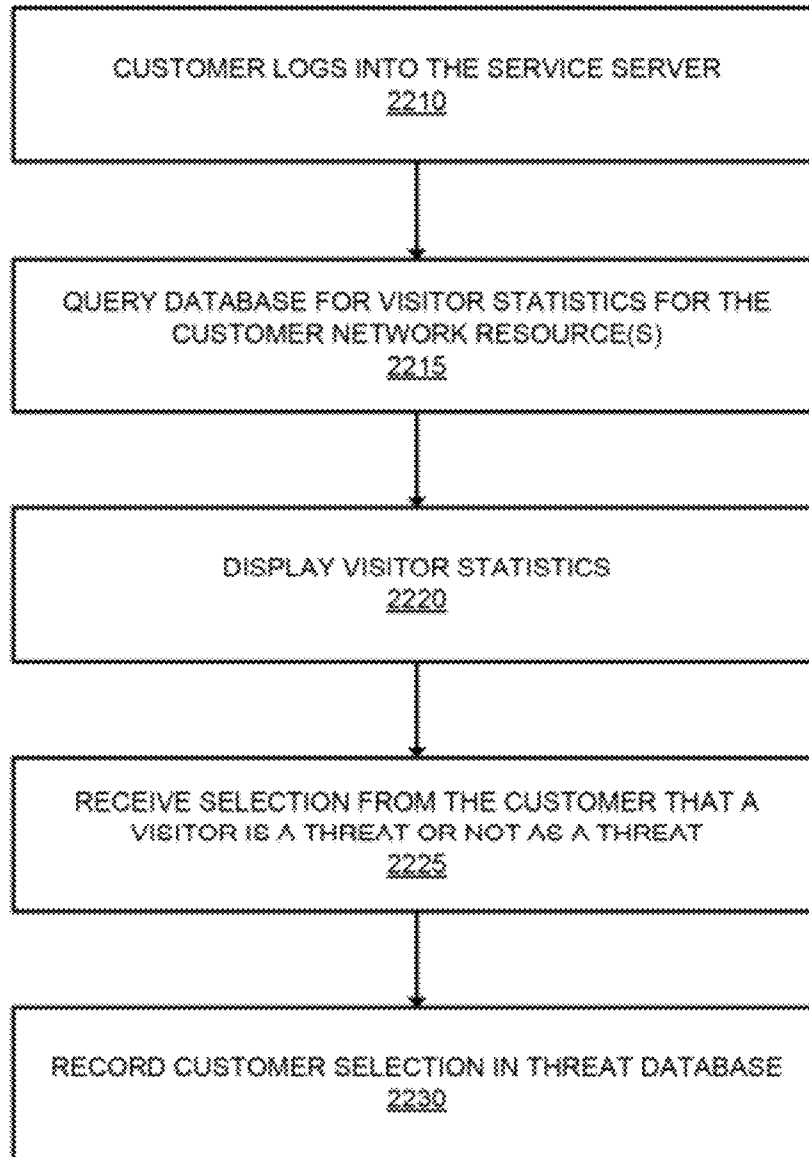 CUSTOMER LOGS INTO THE SERVICE SERVER
2210
QUERY DATABASE FOR VISITOR STATISTICS FOR THE
CUSTOMER NETWORK RESOURCE(S)
2215
DISPLAY VISITOR STATISTICS
2220
RECEIVE SELECTION FROM THE CUSTOMER THAT A
VISITOR IS A THREAT OR NOT AS A THREAT
2225
RECORD CUSTOMER SELECTION IN THREAT DATABASE
2230